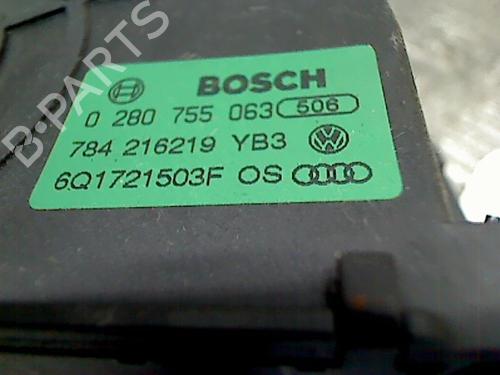 B-PARTS
BOSCH
0 280 755 063 506
784 216219 YB3
6Q1721503F OS